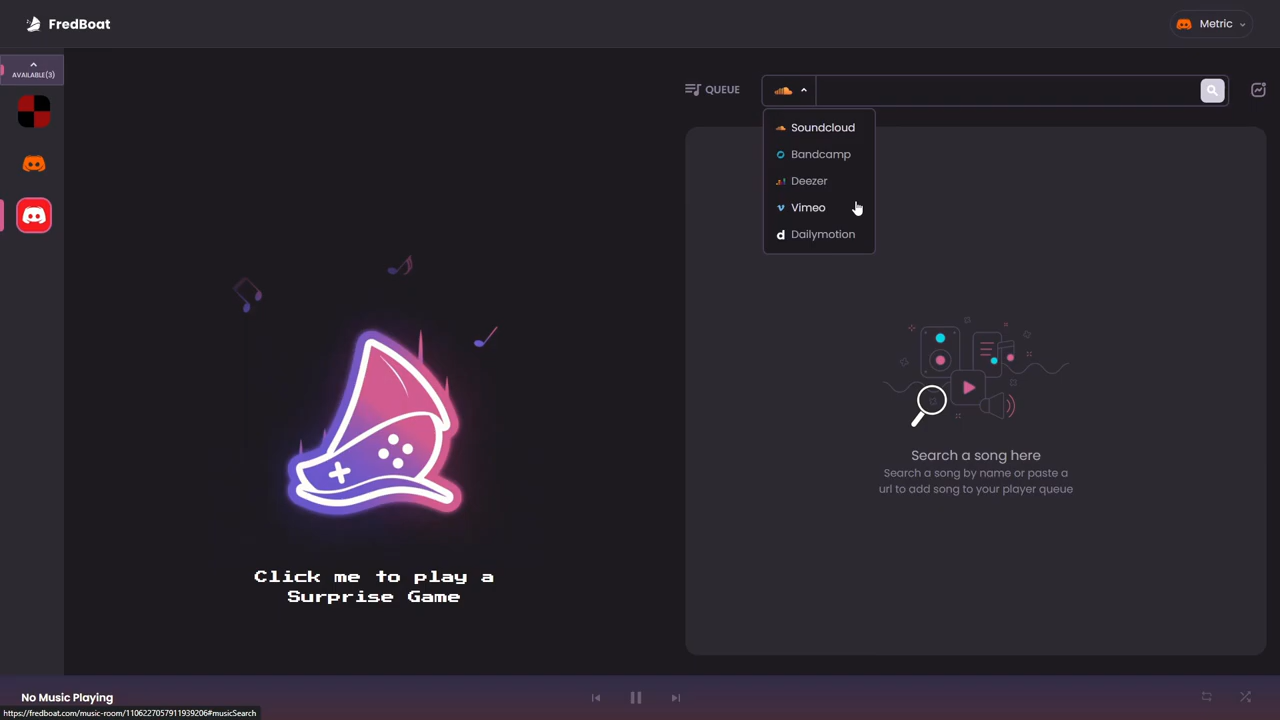 FredBoat
Metric
AVAILABLE(3)
QUEUE
Soundcloud
Bandcamp
Deezer
Vimeo
Dailymotion
Search a song here
Search a song by name or paste a
url to add song to your player queue
Click me to play a
Surprise Game
No Music Playing
https://fredboat.com/music-room/1106227057911939206#musicSearch